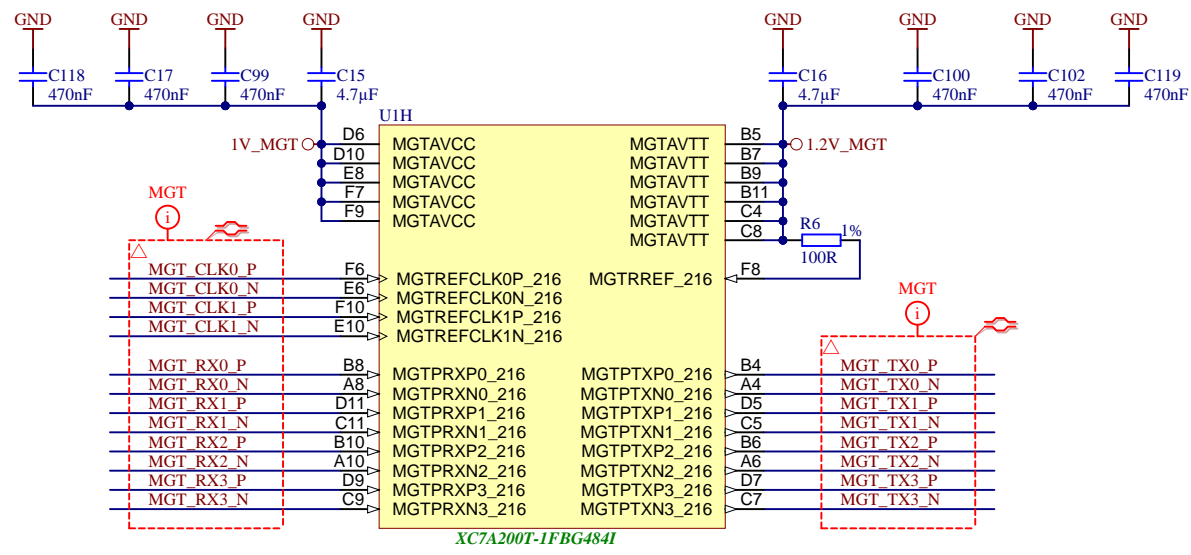 GND GND GND GND GND GND GND GND
C118 C17 C99 C15 C16 C100 C102 C119
470nF 470nF 470nF 4.7µF 4.7µF 470nF 470nF 470nF
U1H
1V_MGT D6 MGTAVCC MGTAVTT B5 1.2V_MGT
D10 MGTAVCC MGTAVTT B7
E8 MGTAVCC MGTAVTT B9
F7 MGTAVCC MGTAVTT B11
F9 MGTAVCC MGTAVTT C4
MGTAVTT C8 R6 1%
100R
MGT
i
MGT_CLK0_P F6 MGTREFCLK0P_216 MGTRREF_216 F8
MGT_CLK0_N E6 MGTREFCLK0N_216
MGT_CLK1_P F10 MGTREFCLK1P_216
MGT_CLK1_N E10 MGTREFCLK1N_216
MGT
i
MGT_RX0_P B8 MGTPRXP0_216 MGTPTXP0_216 B4 MGT_TX0_P
MGT_RX0_N A8 MGTPRXN0_216 MGTPTXN0_216 A4 MGT_TX0_N
MGT_RX1_P D11 MGTPRXP1_216 MGTPTXP1_216 D5 MGT_TX1_P
MGT_RX1_N C11 MGTPRXN1_216 MGTPTXN1_216 C5 MGT_TX1_N
MGT_RX2_P B10 MGTPRXP2_216 MGTPTXP2_216 B6 MGT_TX2_P
MGT_RX2_N A10 MGTPRXN2_216 MGTPTXN2_216 A6 MGT_TX2_N
MGT_RX3_P D9 MGTPRXP3_216 MGTPTXP3_216 D7 MGT_TX3_P
MGT_RX3_N C9 MGTPRXN3_216 MGTPTXN3_216 C7 MGT_TX3_N
XC7A200T-1FBG484I